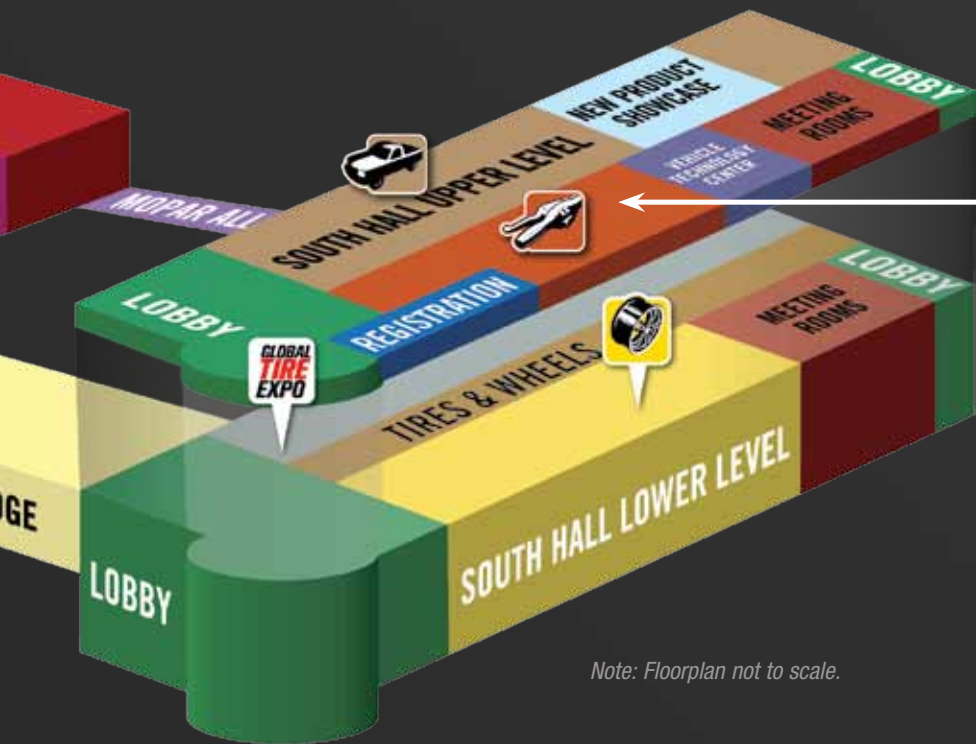 LOBBY
NEW PRODUCT
SHOWCASE
MEETING
ROOMS
VEHICLE
TECHNOLOGY
CENTER
SOUTH HALL UPPER LEVEL
MOPAR ALL
LOBBY
REGISTRATION
LOBBY
MEETING
ROOMS
GLOBAL
TIRE
EXPO
TIRES & WHEELS
SOUTH HALL LOWER LEVEL
LOBBY
Note: Floorplan not to scale.